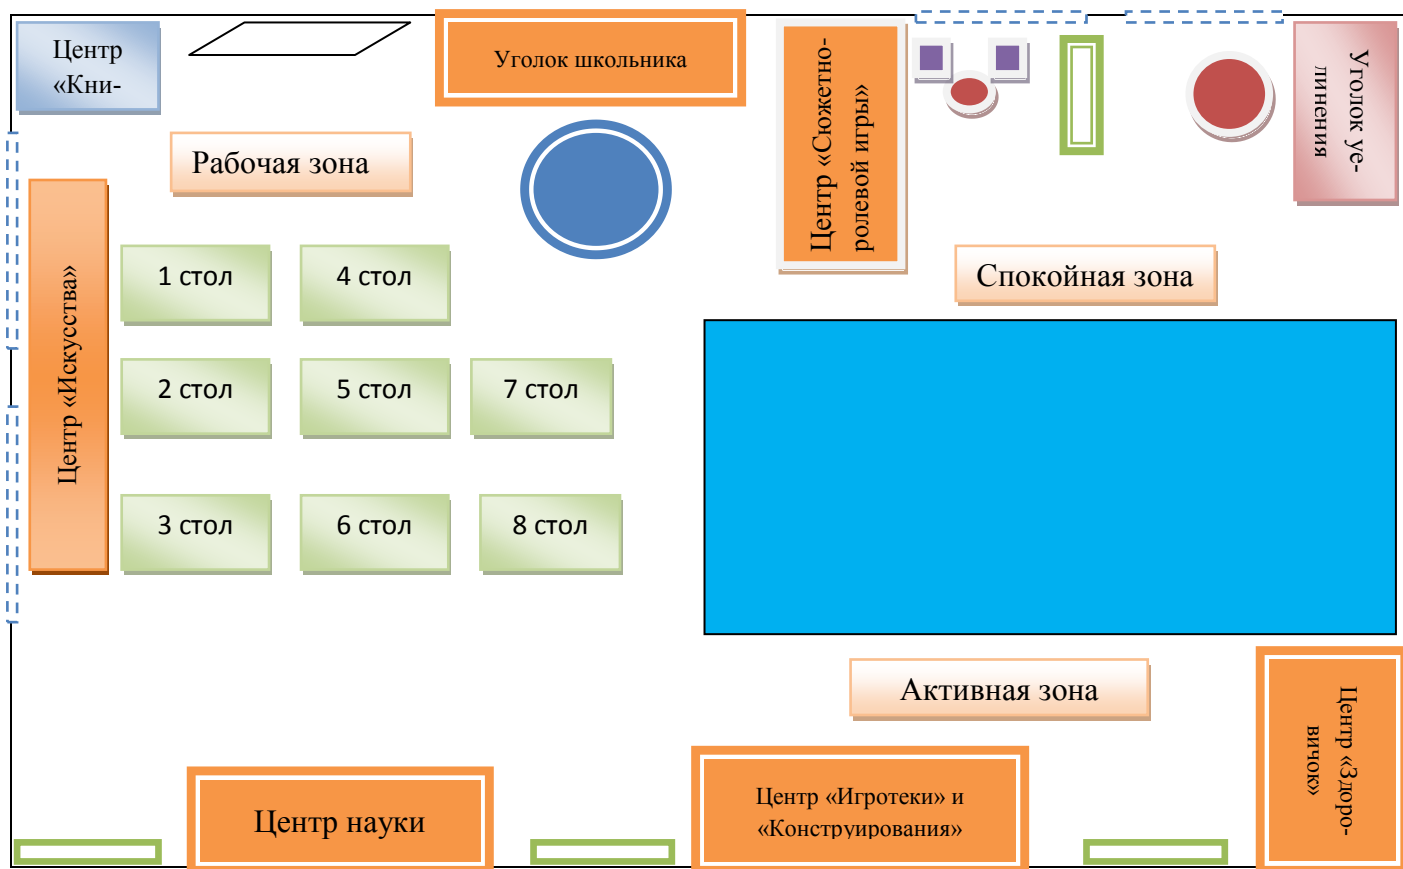 Центр
«Кни-
Уголок школьника
Центр «Сюжетно-
ролевой игры»
Уголок уе-
линения
Рабочая зона
Спокойная зона
Центр «Искусства»
1 стол
4 стол
2 стол
5 стол
7 стол
3 стол
6 стол
8 стол
Активная зона
Центр «Здоро-
вичок»
Центр науки
Центр «Игротеки» и
«Конструирования»